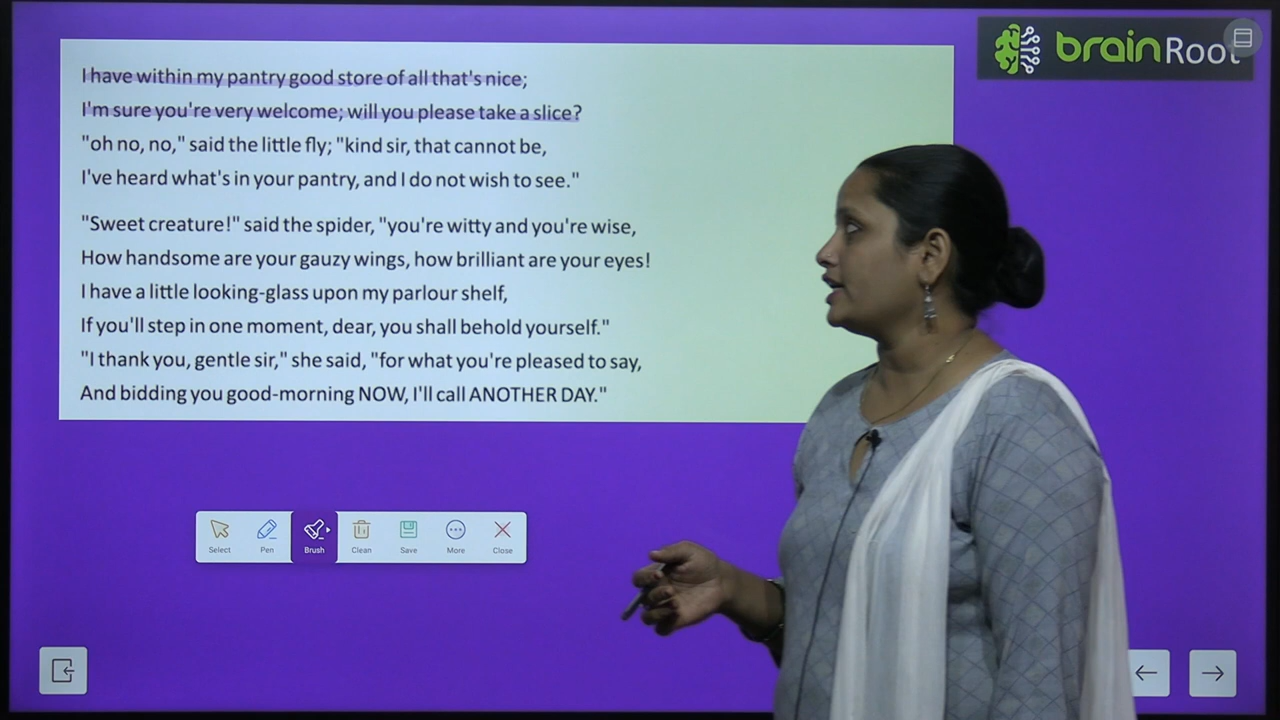 brainRoot
I have within my pantry good store of all that's nice;
I'm sure you're very welcome; will you please take a slice?
"oh no, no," said the little fly; "kind sir, that cannot be,
I've heard what's in your pantry, and I do not wish to see."
"Sweet creature!" said the spider, "you're witty and you're wise,
How handsome are your gauzy wings, how brilliant are your eyes!
I have a little looking-glass upon my parlour shelf,
If you'll step in one moment, dear, you shall behold yourself."
"I thank you, gentle sir," she said, "for what you're pleased to say,
And bidding you good-morning NOW, I'll call ANOTHER DAY."
Select Pen Brush Clean Save More Close